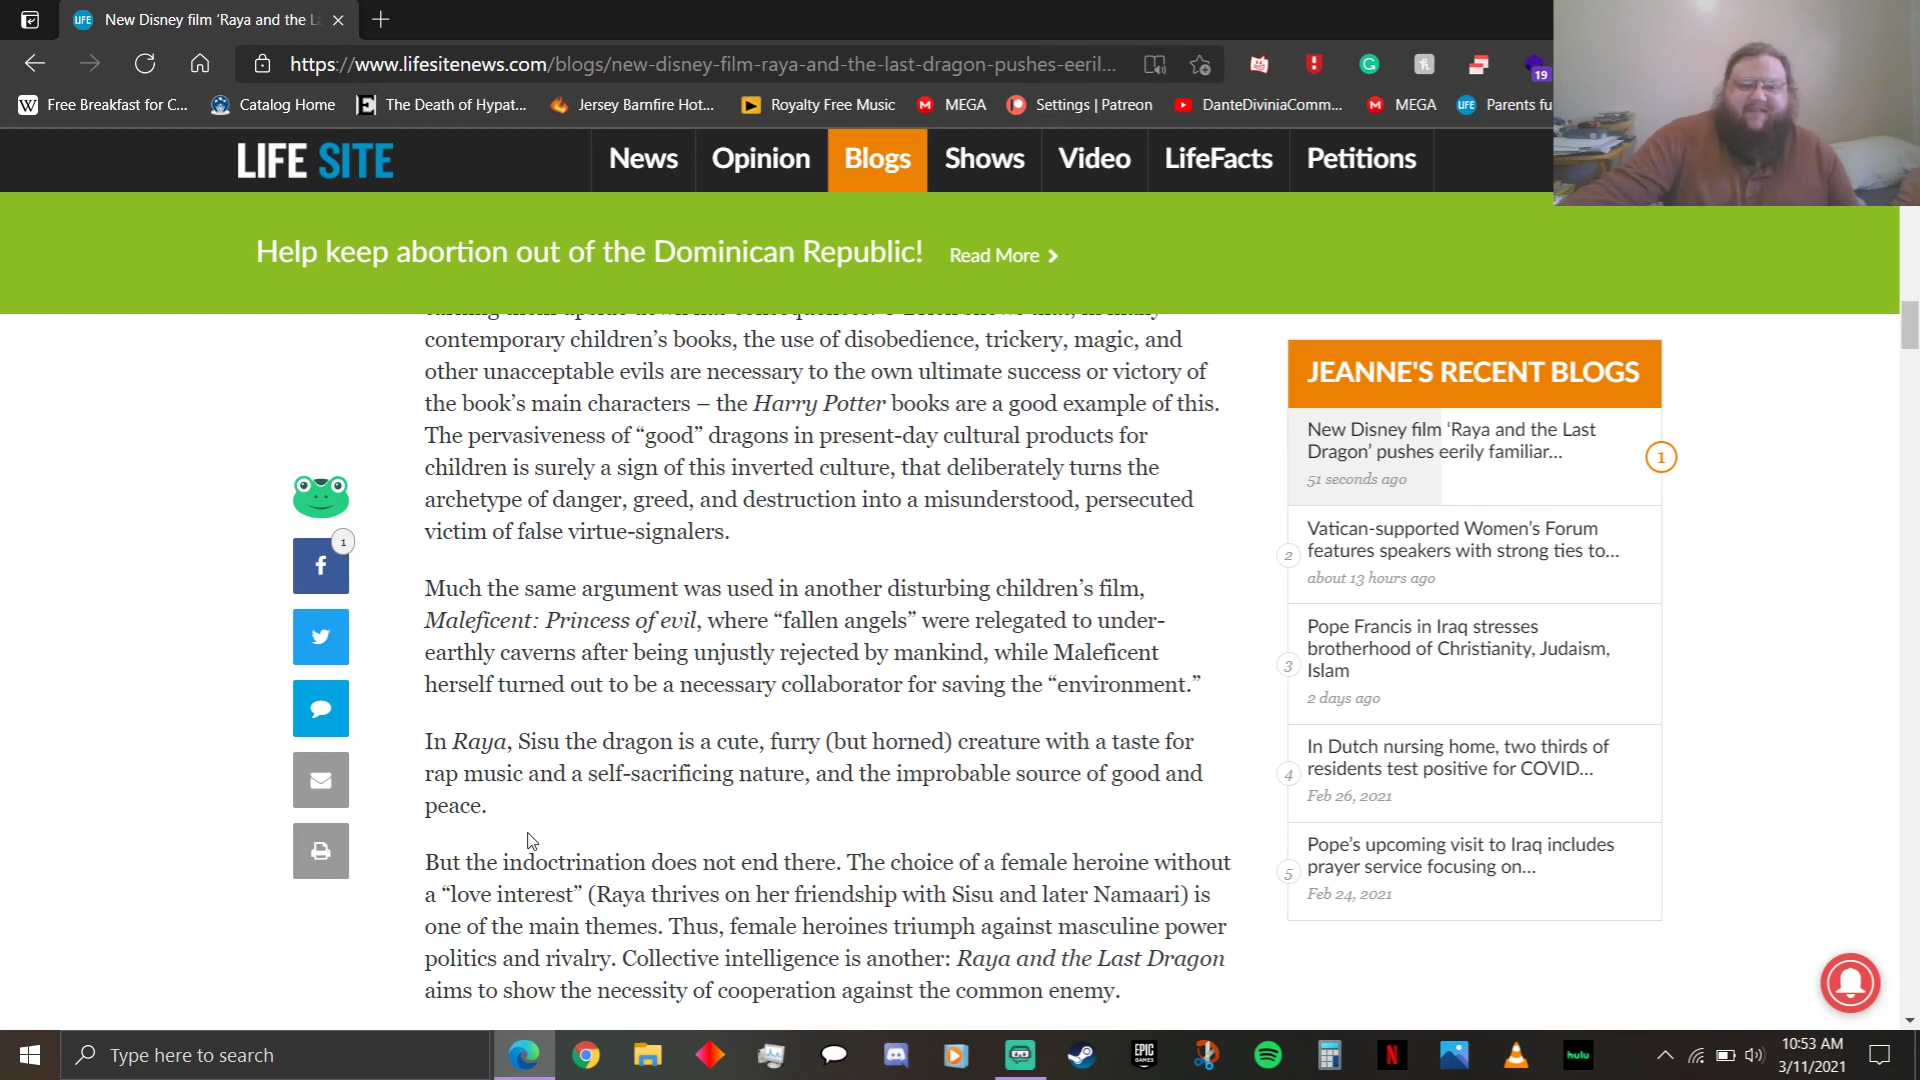 New Disney film ‘Raya and the L
https://www.lifesitenews.com/blogs/new-disney-film-raya-and-the-last-dragon-pushes-eeril...
19
Free Breakfast for C...
Catalog Home
The Death of Hypat...
Jersey Barnfire Hot...
Royalty Free Music
MEGA
Settings | Patreon
DanteDiviniaComm...
MEGA
Parents fu
LIFE SITE
News
Opinion
Blogs
Shows
Video
LifeFacts
Petitions
Help keep abortion out of the Dominican Republic! Read More
contemporary children’s books, the use of disobedience, trickery, magic, and
other unacceptable evils are necessary to the own ultimate success or victory of
the book’s main characters – the Harry Potter books are a good example of this.
The pervasiveness of “good” dragons in present-day cultural products for
children is surely a sign of this inverted culture, that deliberately turns the
archetype of danger, greed, and destruction into a misunderstood, persecuted
victim of false virtue-signalers.
Much the same argument was used in another disturbing children’s film,
Maleficent: Princess of evil, where “fallen angels” were relegated to under-
earthly caverns after being unjustly rejected by mankind, while Maleficent
herself turned out to be a necessary collaborator for saving the “environment.”
In Raya, Sisu the dragon is a cute, furry (but horned) creature with a taste for
rap music and a self-sacrificing nature, and the improbable source of good and
peace.
But the indoctrination does not end there. The choice of a female heroine without
a “love interest” (Raya thrives on her friendship with Sisu and later Namaari) is
one of the main themes. Thus, female heroines triumph against masculine power
politics and rivalry. Collective intelligence is another: Raya and the Last Dragon
aims to show the necessity of cooperation against the common enemy.
1
JEANNE'S RECENT BLOGS
New Disney film ‘Raya and the Last
Dragon’ pushes eerily familiar...
51 seconds ago
1
Vatican-supported Women’s Forum
features speakers with strong ties to...
about 13 hours ago
2
Pope Francis in Iraq stresses
brotherhood of Christianity, Judaism,
Islam
2 days ago
3
In Dutch nursing home, two thirds of
residents test positive for COVID...
Feb 26, 2021
4
Pope’s upcoming visit to Iraq includes
prayer service focusing on...
Feb 24, 2021
5
Type here to search
EPIC
GAMES
hulu
10:53 AM
3/11/2021